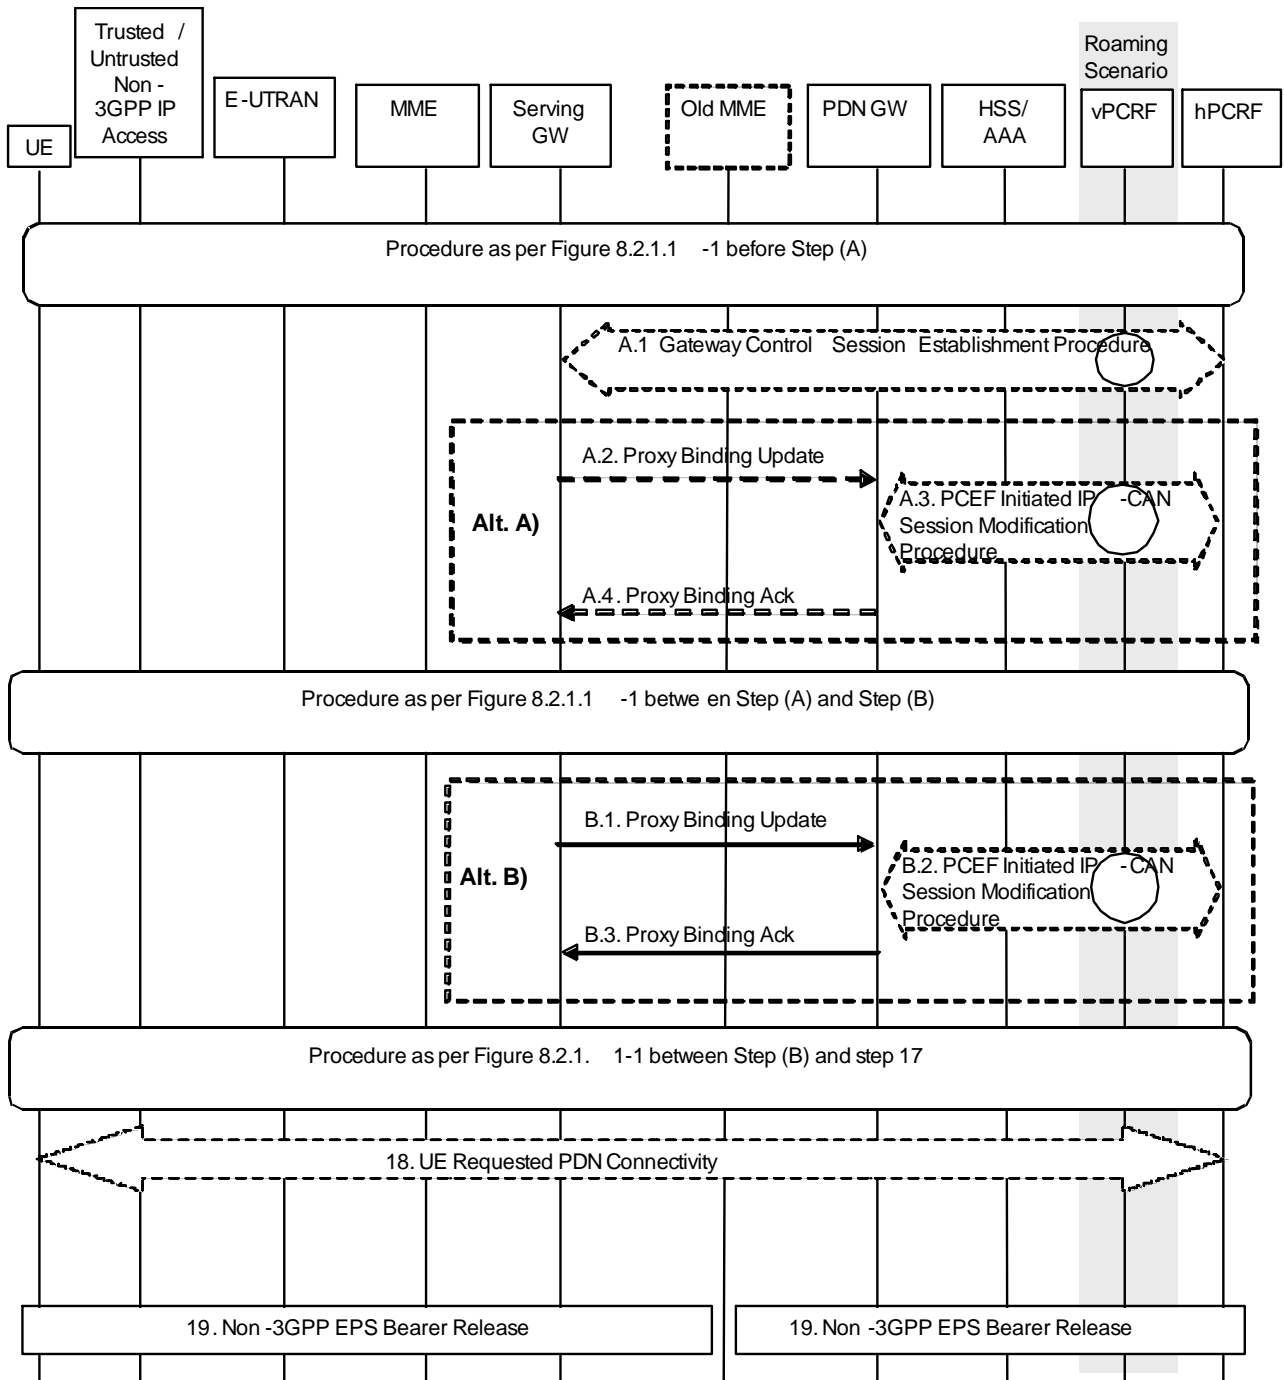 Trusted /
Untrusted
Non -
3GPP IP
Access
Roaming
Scenario
UE
E-UTRAN
MME
Serving
GW
Old MME
PDN GW
HSS/
AAA
vPCRF
hPCRF
Procedure as per Figure 8.2.1.1 -1 before Step (A)
A.1 Gateway Control Session Establishment Procedure
Alt. A)
A.2. Proxy Binding Update
A.3. PCEF Initiated IP -CAN
Session Modification
Procedure
A.4. Proxy Binding Ack
Procedure as per Figure 8.2.1.1 -1 betwe en Step (A) and Step (B)
Alt. B)
B.1. Proxy Binding Update
B.2. PCEF Initiated IP -CAN
Session Modification
Procedure
B.3. Proxy Binding Ack
Procedure as per Figure 8.2.1. 1-1 between Step (B) and step 17
18. UE Requested PDN Connectivity
19. Non -3GPP EPS Bearer Release
19. Non -3GPP EPS Bearer Release